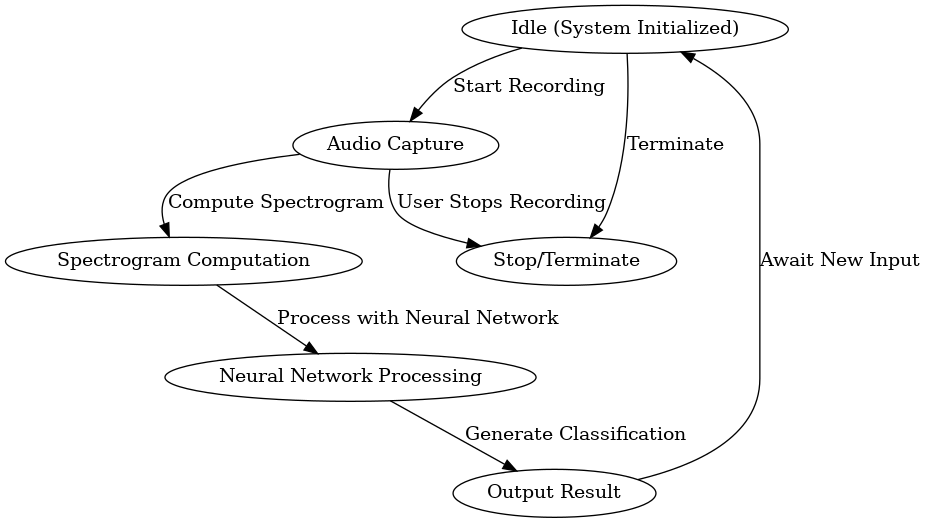 Idle (System Initialized)
Start Recording
Audio Capture
Terminate
Compute Spectrogram
User Stops Recording
Spectrogram Computation
Stop/Terminate
Await New Input
Process with Neural Network
Neural Network Processing
Generate Classification
Output Result